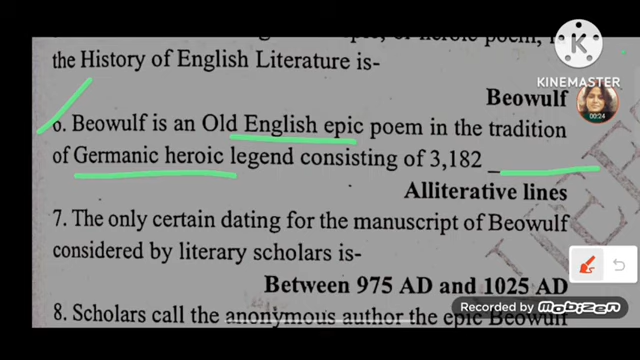 the History of English Literature is-
Beowulf
6. Beowulf is an Old English epic poem in the tradition
of Germanic heroic legend consisting of 3,182 _
Alliterative lines
7. The only certain dating for the manuscript of Beowulf
considered by literary scholars is-
Between 975 AD and 1025 AD
8. Scholars call the anonymous author the epic Beowulf
KINEMASTER
00:24
Recorded by MOBIZEN